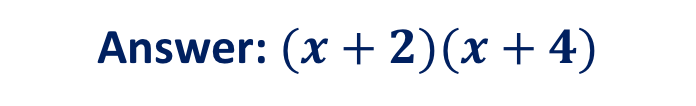 Answer: (x + 2)(x + 4)